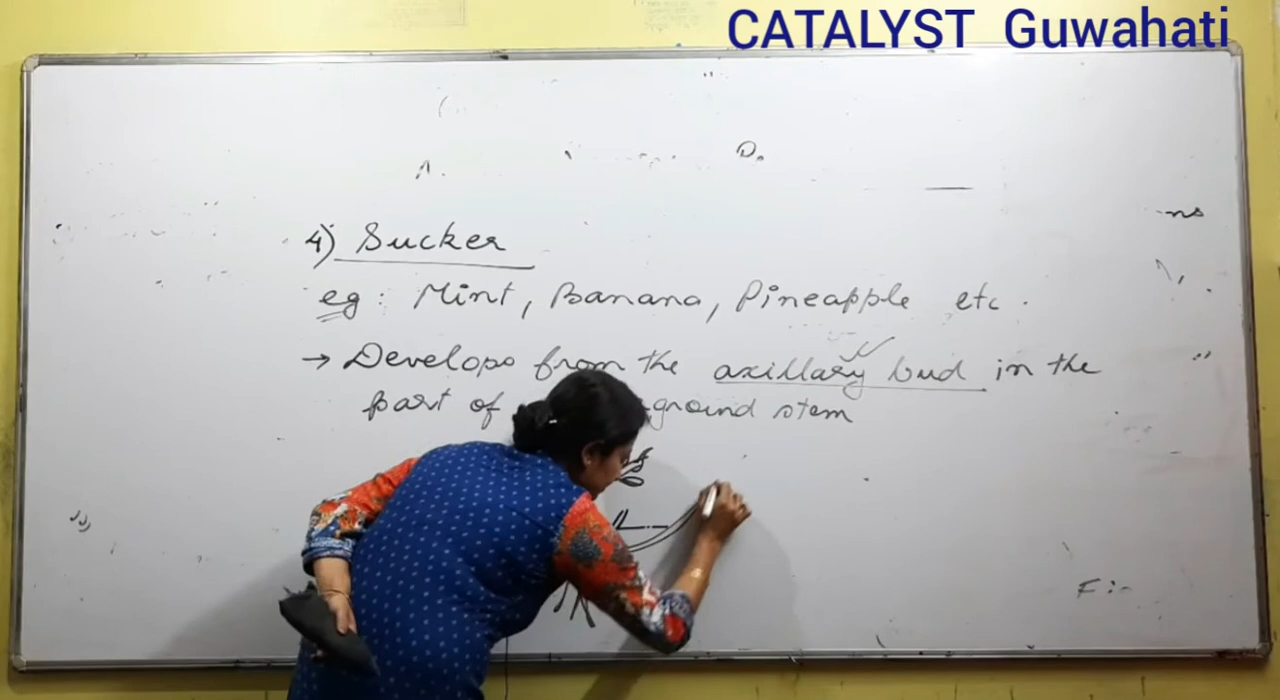 CATALYST Guwahati
D.
ns
4) Sucker
eg: Mint, Banana, Pineapple etc.
→ Develops from the axillary bud in the
part of ground stem
F:-